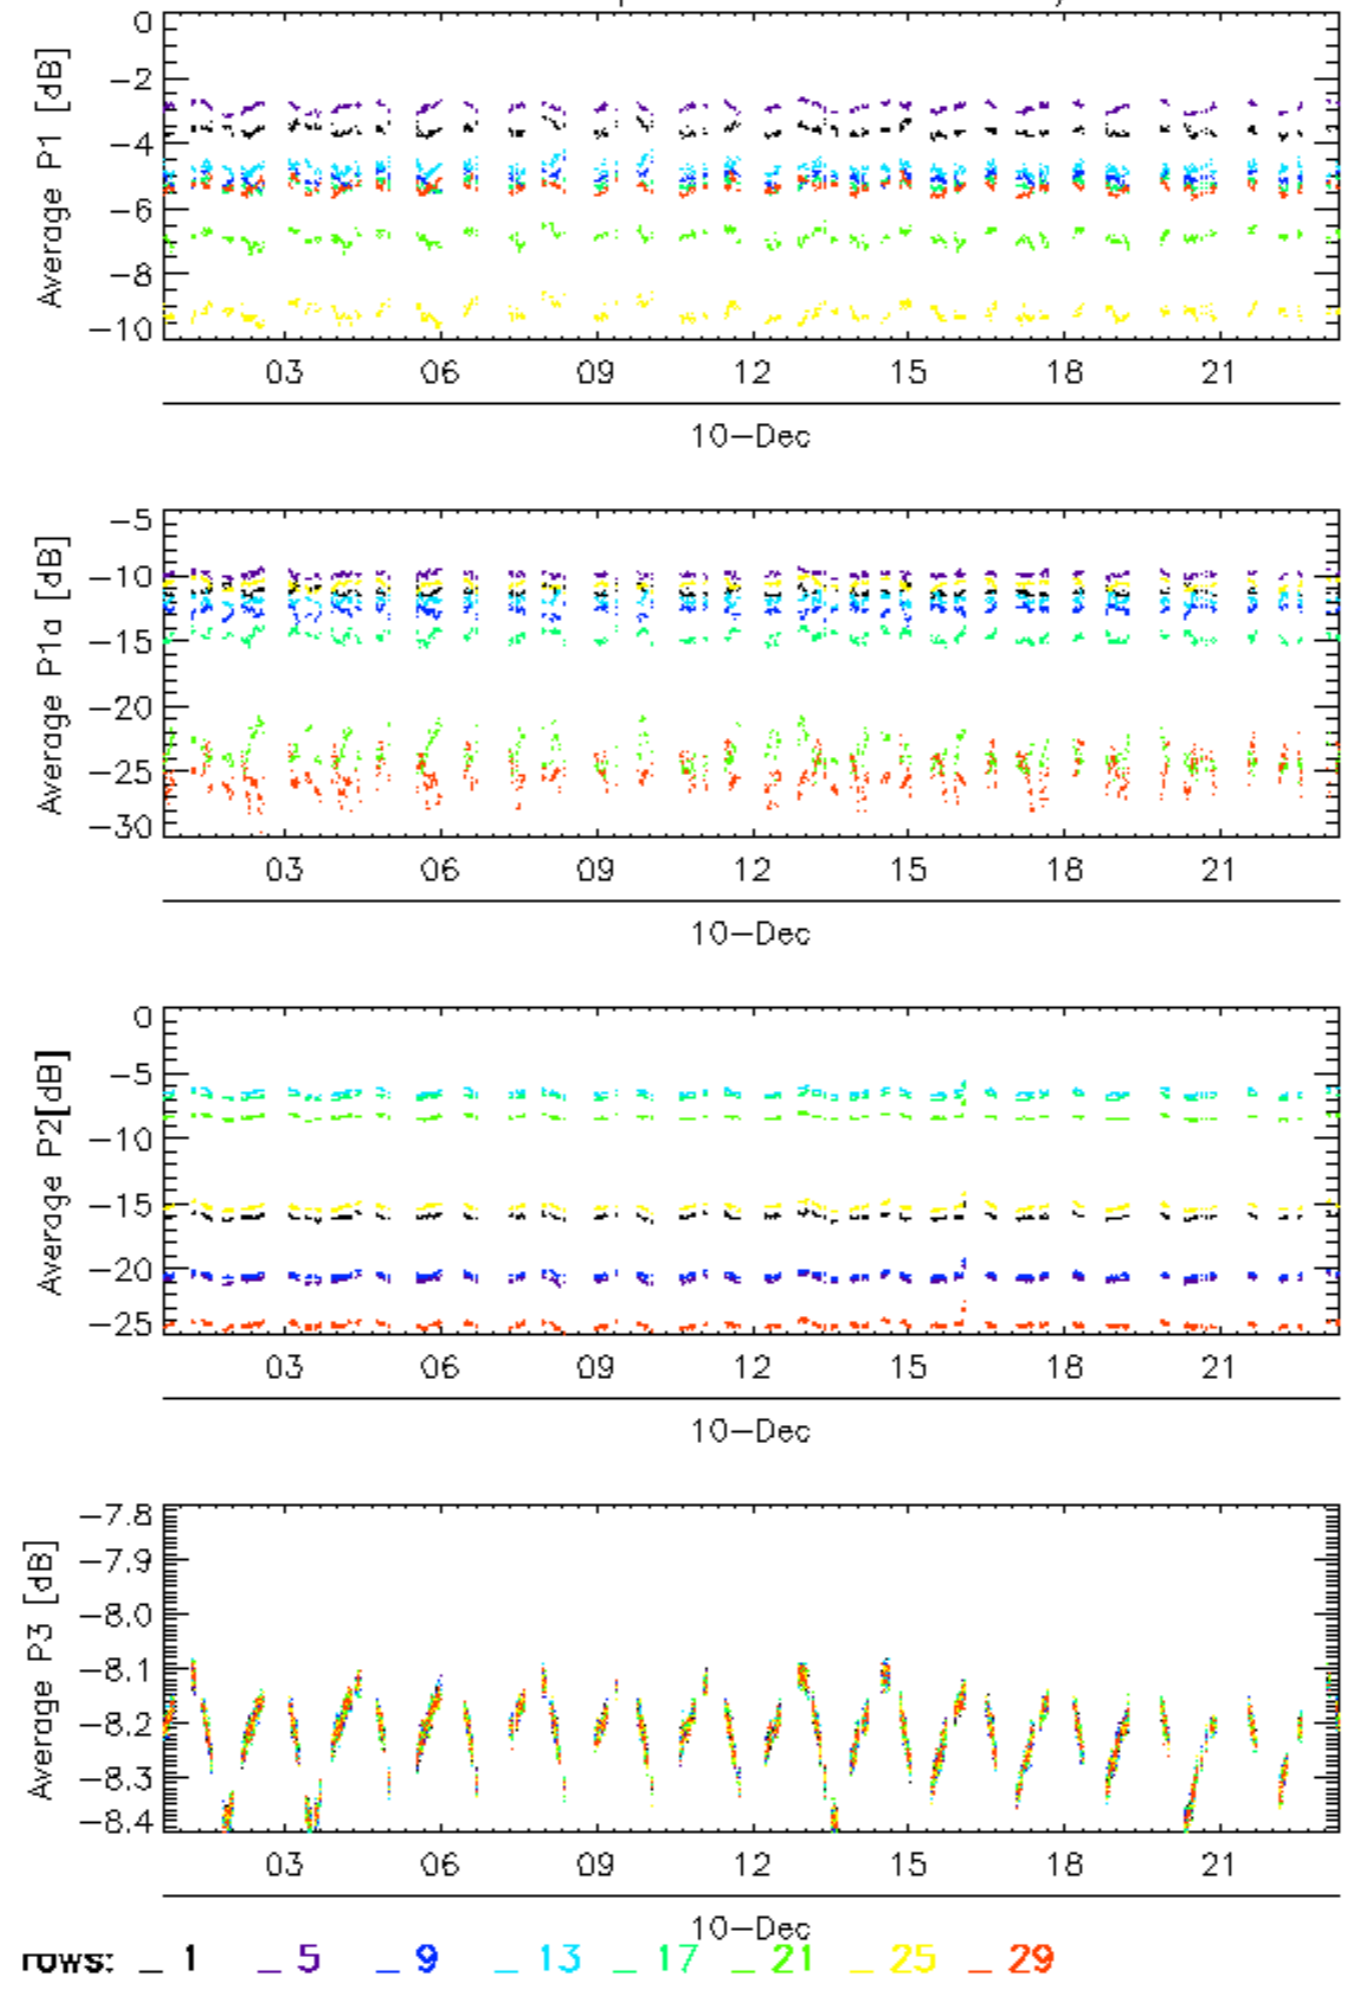 0
−2
−4
−6
−8
−10
Average P1 [dB]
03 06 09 12 15 18 21
10−Dec
−5
−10
−15
−20
−25
−30
Average P1a [dB]
03 06 09 12 15 18 21
10−Dec
0
−5
−10
−15
−20
−25
Average P2[dB]
03 06 09 12 15 18 21
10−Dec
−7.8
−7.9
−8.0
−8.1
−8.2
−8.3
−8.4
Average P3 [dB]
03 06 09 12 15 18 21
10−Dec
rows: _ 1 _ 5 _ 9 _ 13 _ 17 _ 21 _ 25 _ 29